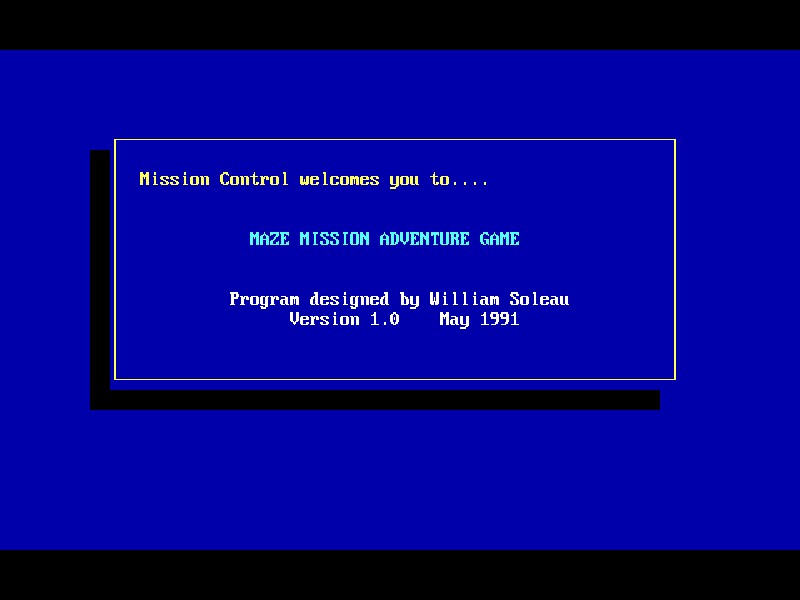 Mission Control welcomes you to....
MAZE MISSION ADVENTURE GAME
Program designed by William Soleau
Version 1.0    May 1991